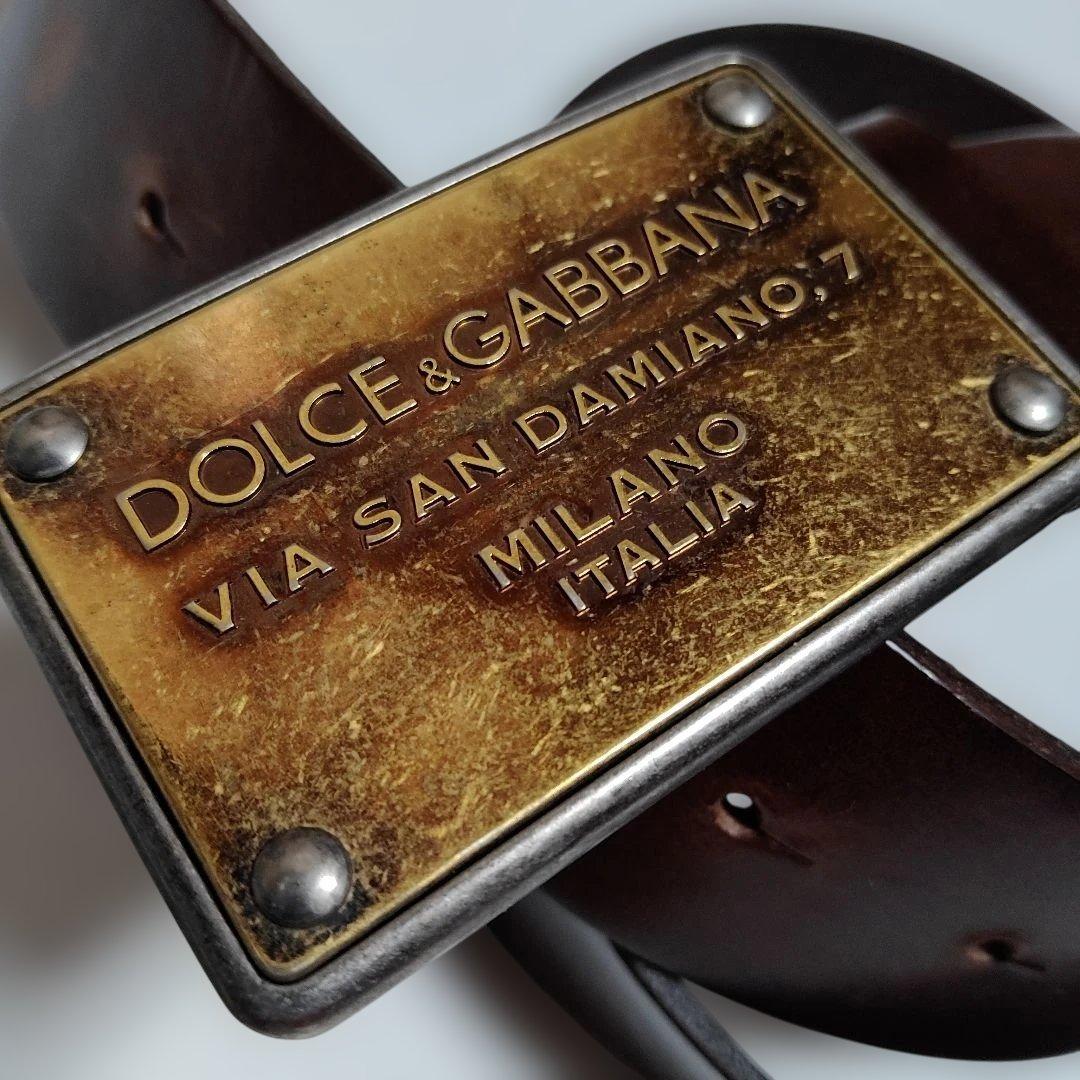 DOLCE & GABBANA
VIA SAN DAMIANO, 7
MILANO
ITALIA